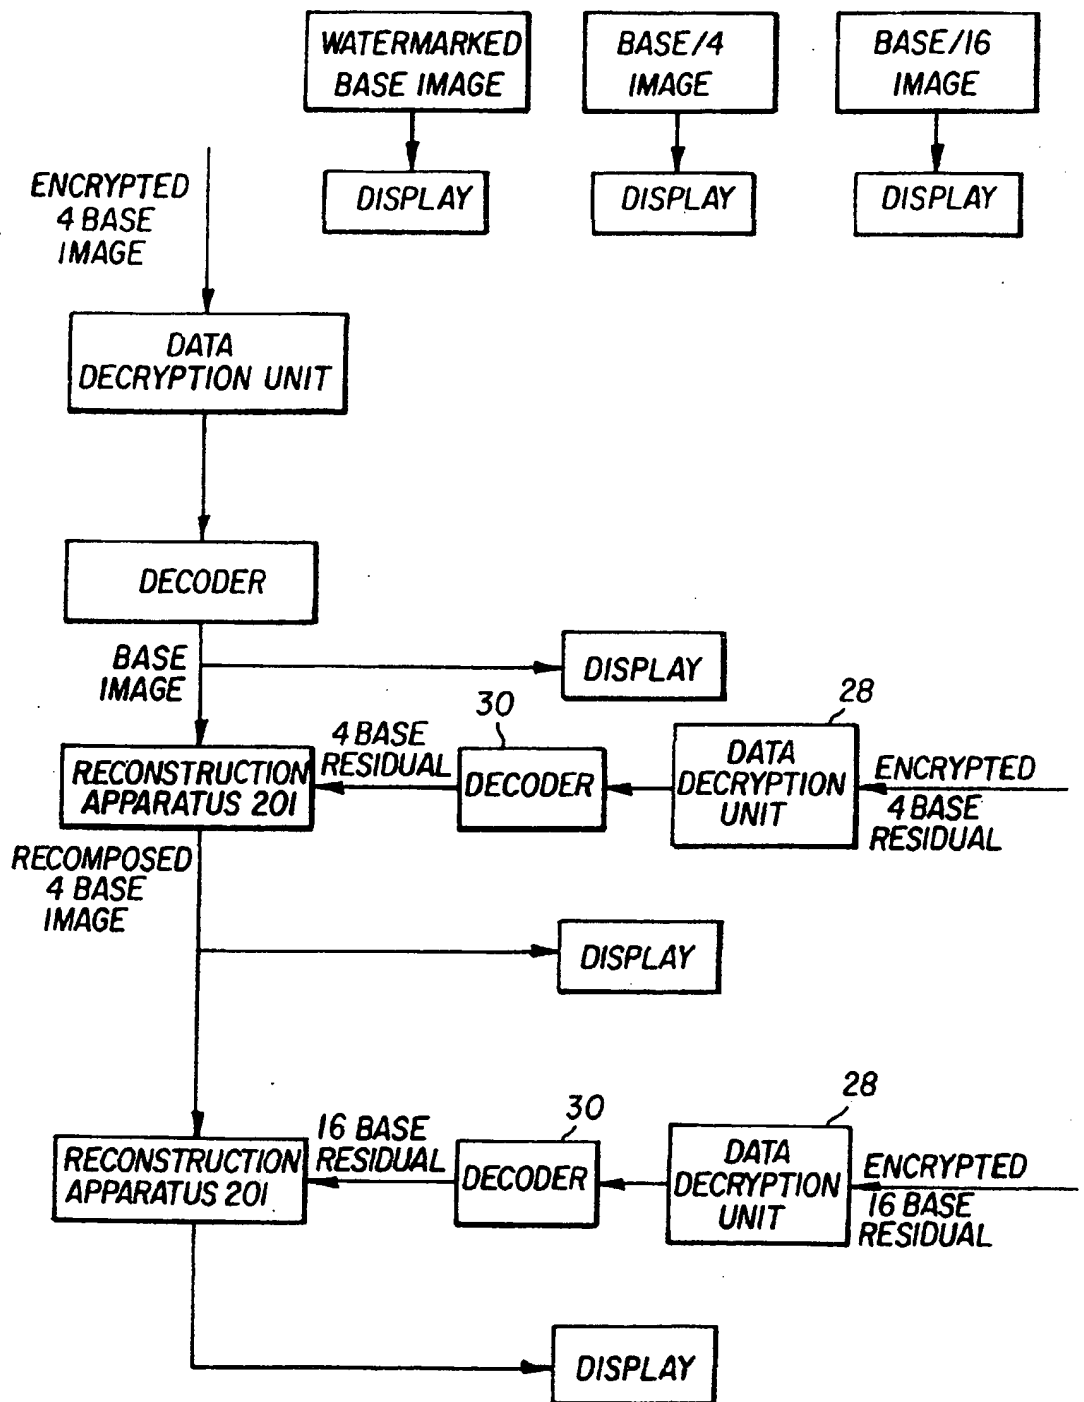 WATERMARKED
BASE IMAGE
BASE/4
IMAGE
BASE/16
IMAGE
DISPLAY
DISPLAY
DISPLAY
ENCRYPTED
4 BASE
IMAGE
DATA
DECRYPTION UNIT
DECODER
BASE
IMAGE
DISPLAY
RECONSTRUCTION
APPARATUS 201
4 BASE
RESIDUAL
30
DECODER
28
DATA
DECRYPTION
UNIT
ENCRYPTED
4 BASE
RESIDUAL
RECOMPOSED
4 BASE
IMAGE
DISPLAY
RECONSTRUCTION
APPARATUS 201
16 BASE
RESIDUAL
30
DECODER
28
DATA
DECRYPTION
UNIT
ENCRYPTED
16 BASE
RESIDUAL
DISPLAY